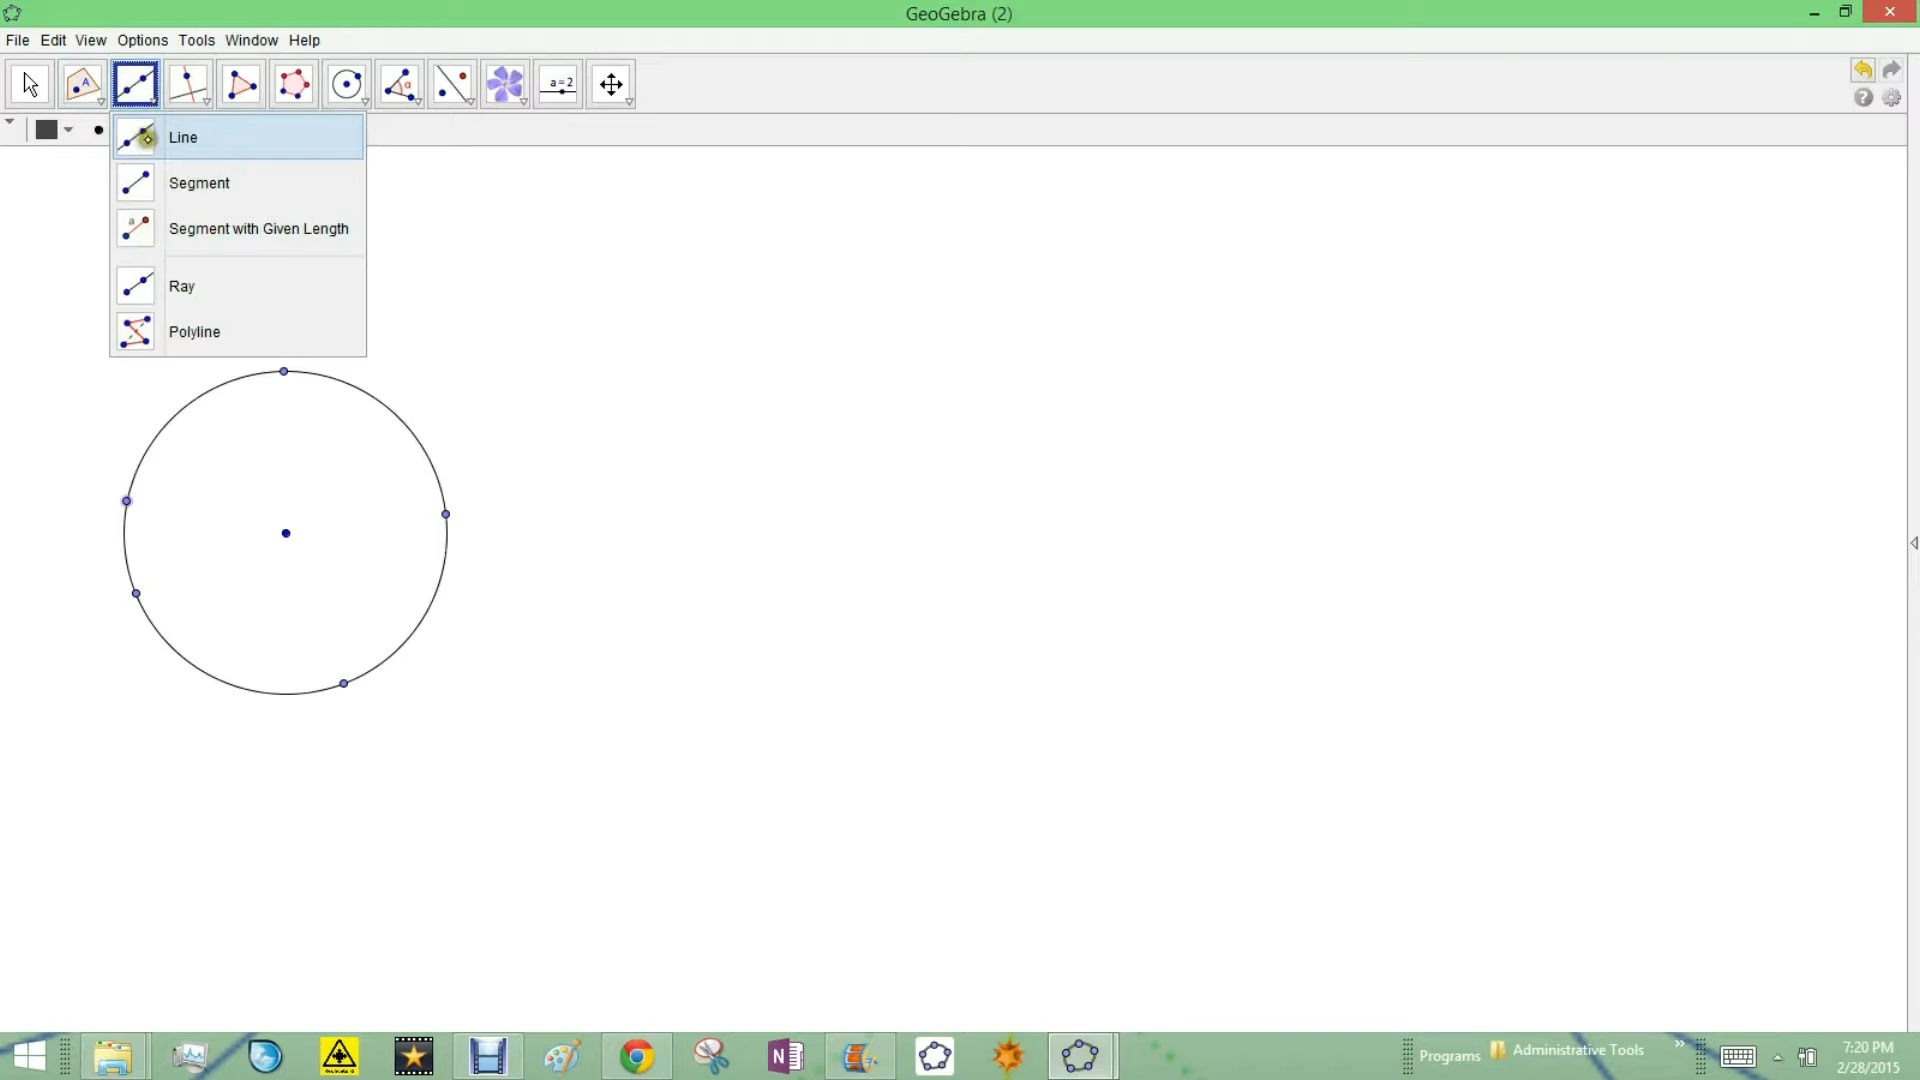 GeoGebra (2)
File Edit View Options Tools Window Help
A
α
a=2
Line
Segment
a
Segment with Given Length
Ray
Polyline
N
Programs
Administrative Tools
»
7:20 PM
2/28/2015